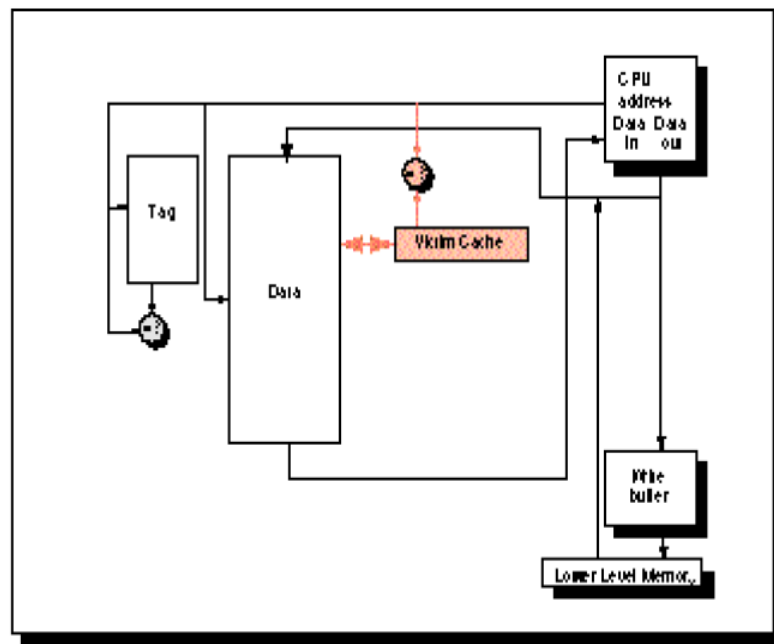 CPU
address
Data Data
in out
Tag
=?
Victim Cache
Data
=?
Write
buffer
Lower Level Memory